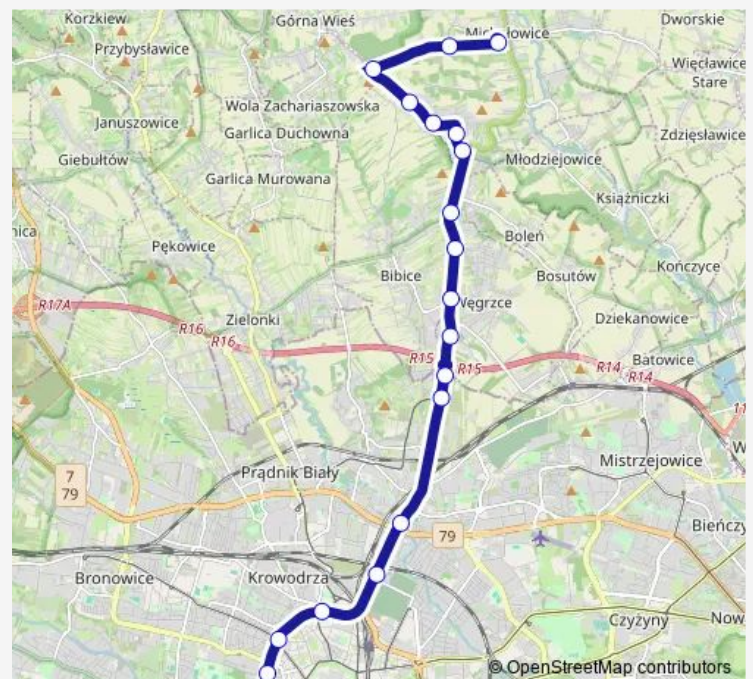 Korzkiew
Górna Wieś
Dworskie
Przybysławice
Więcławice
Stare
Wola Zachariaszowska
Januszowice
Garlica Duchowna
Zdzięsławice
Giebułtów
Młodziejowice
Garlica Murowana
Książniczki
nica
Boleń
Pękowice
Kończyce
Bibice
Bosutów
R17A
Węgrzce
Zielonki
R16
Dziekanowice
R16
R15
R15
R14
Batowice
R14
11
7
79
Prądnik Biały
Mistrzejowice
W
79
Bieńczy
Bronowice
Krowodrza
Czyżyny
Now
© OpenStreetMap contributors